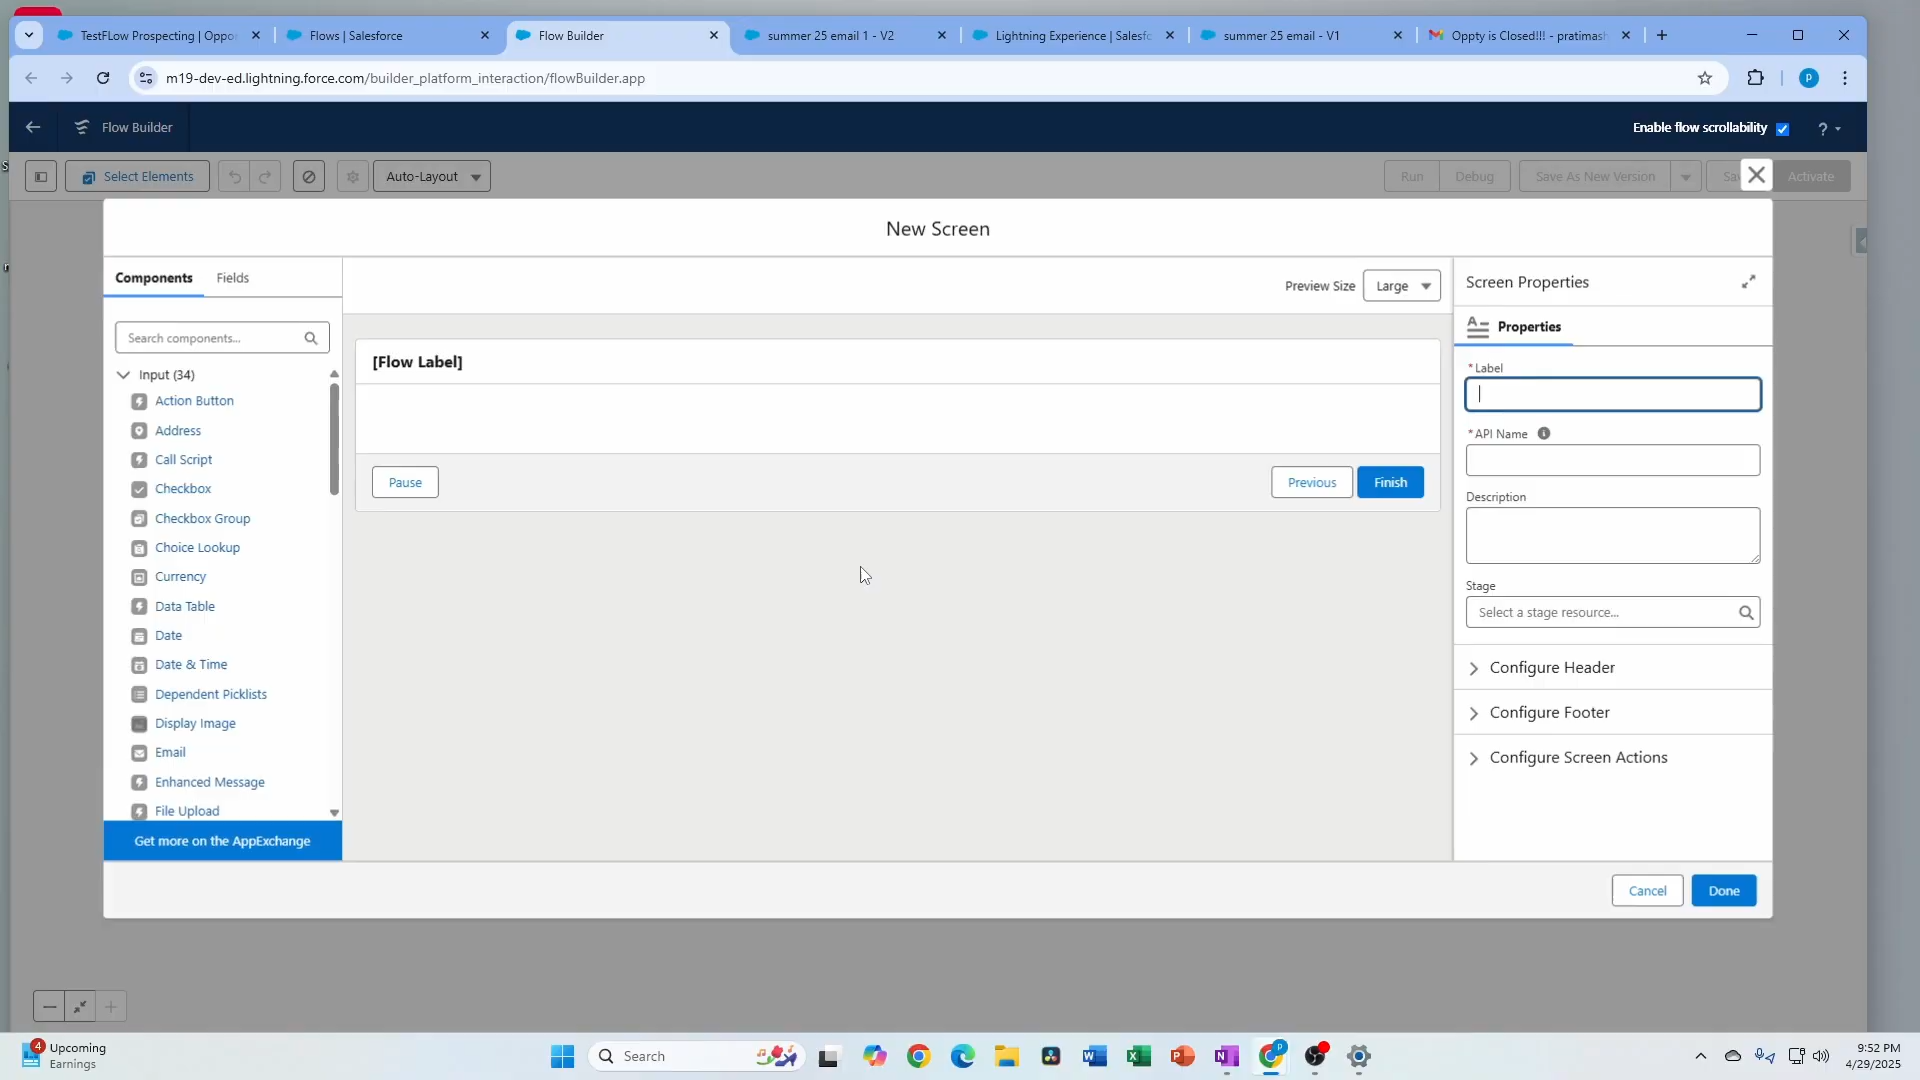 TestFLow Prospecting | Oppo
Flows | Salesforce
Flow Builder
summer 25 email 1 - V2
Lightning Experience | Salesfo
summer 25 email - V1
Oppty is Closed!!! - pratimash
m19-dev-ed.lightning.force.com/builder_platform_interaction/flowBuilder.app
P
Flow Builder
Enable flow scrollability
?
Select Elements
Auto-Layout
Run
Debug
Save As New Version
Sa
Activate
New Screen
Components
Fields
Search components...
Input (34)
Action Button
Address
Call Script
Checkbox
Checkbox Group
Choice Lookup
Currency
Data Table
Date
Date & Time
Dependent Picklists
Display Image
Email
Enhanced Message
File Upload
Get more on the AppExchange
Preview Size
Large
[Flow Label]
Pause
Previous
Finish
Screen Properties
Properties
* Label
* API Name
Description
Stage
Select a stage resource...
Configure Header
Configure Footer
Configure Screen Actions
Cancel
Done
4
Upcoming
Earnings
Search
9:52 PM
4/29/2025